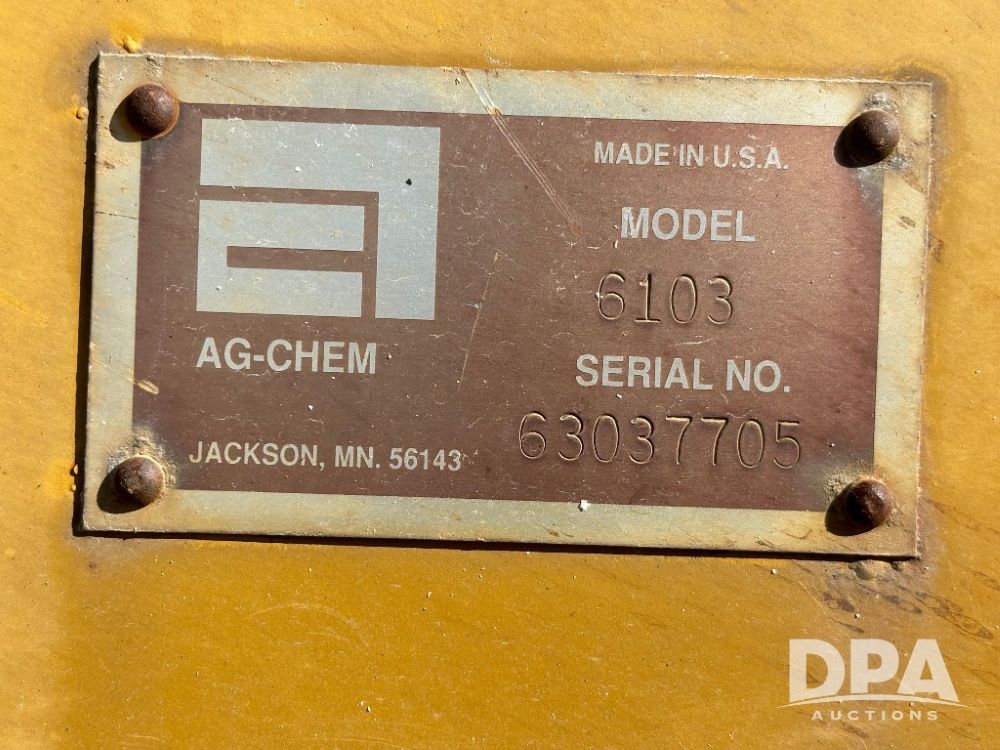 MADE IN U.S.A.
MODEL
6103
AG-CHEM
SERIAL NO.
63037705
JACKSON, MN. 56143
DPA
AUCTIONS